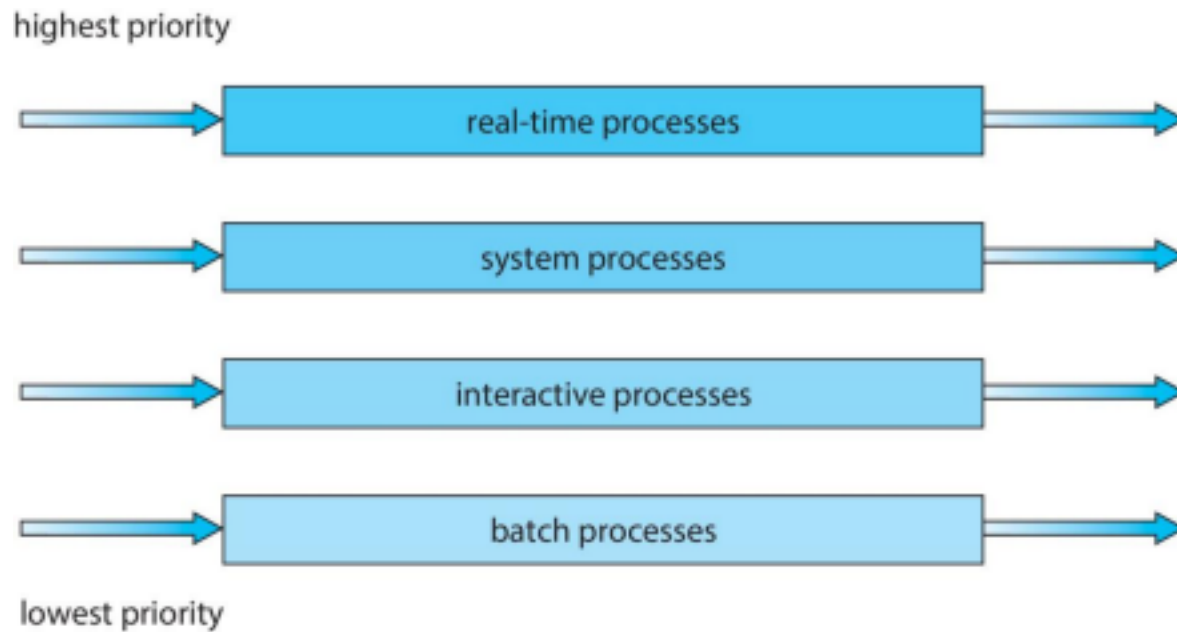 highest priority
real-time processes
system processes
interactive processes
batch processes
lowest priority